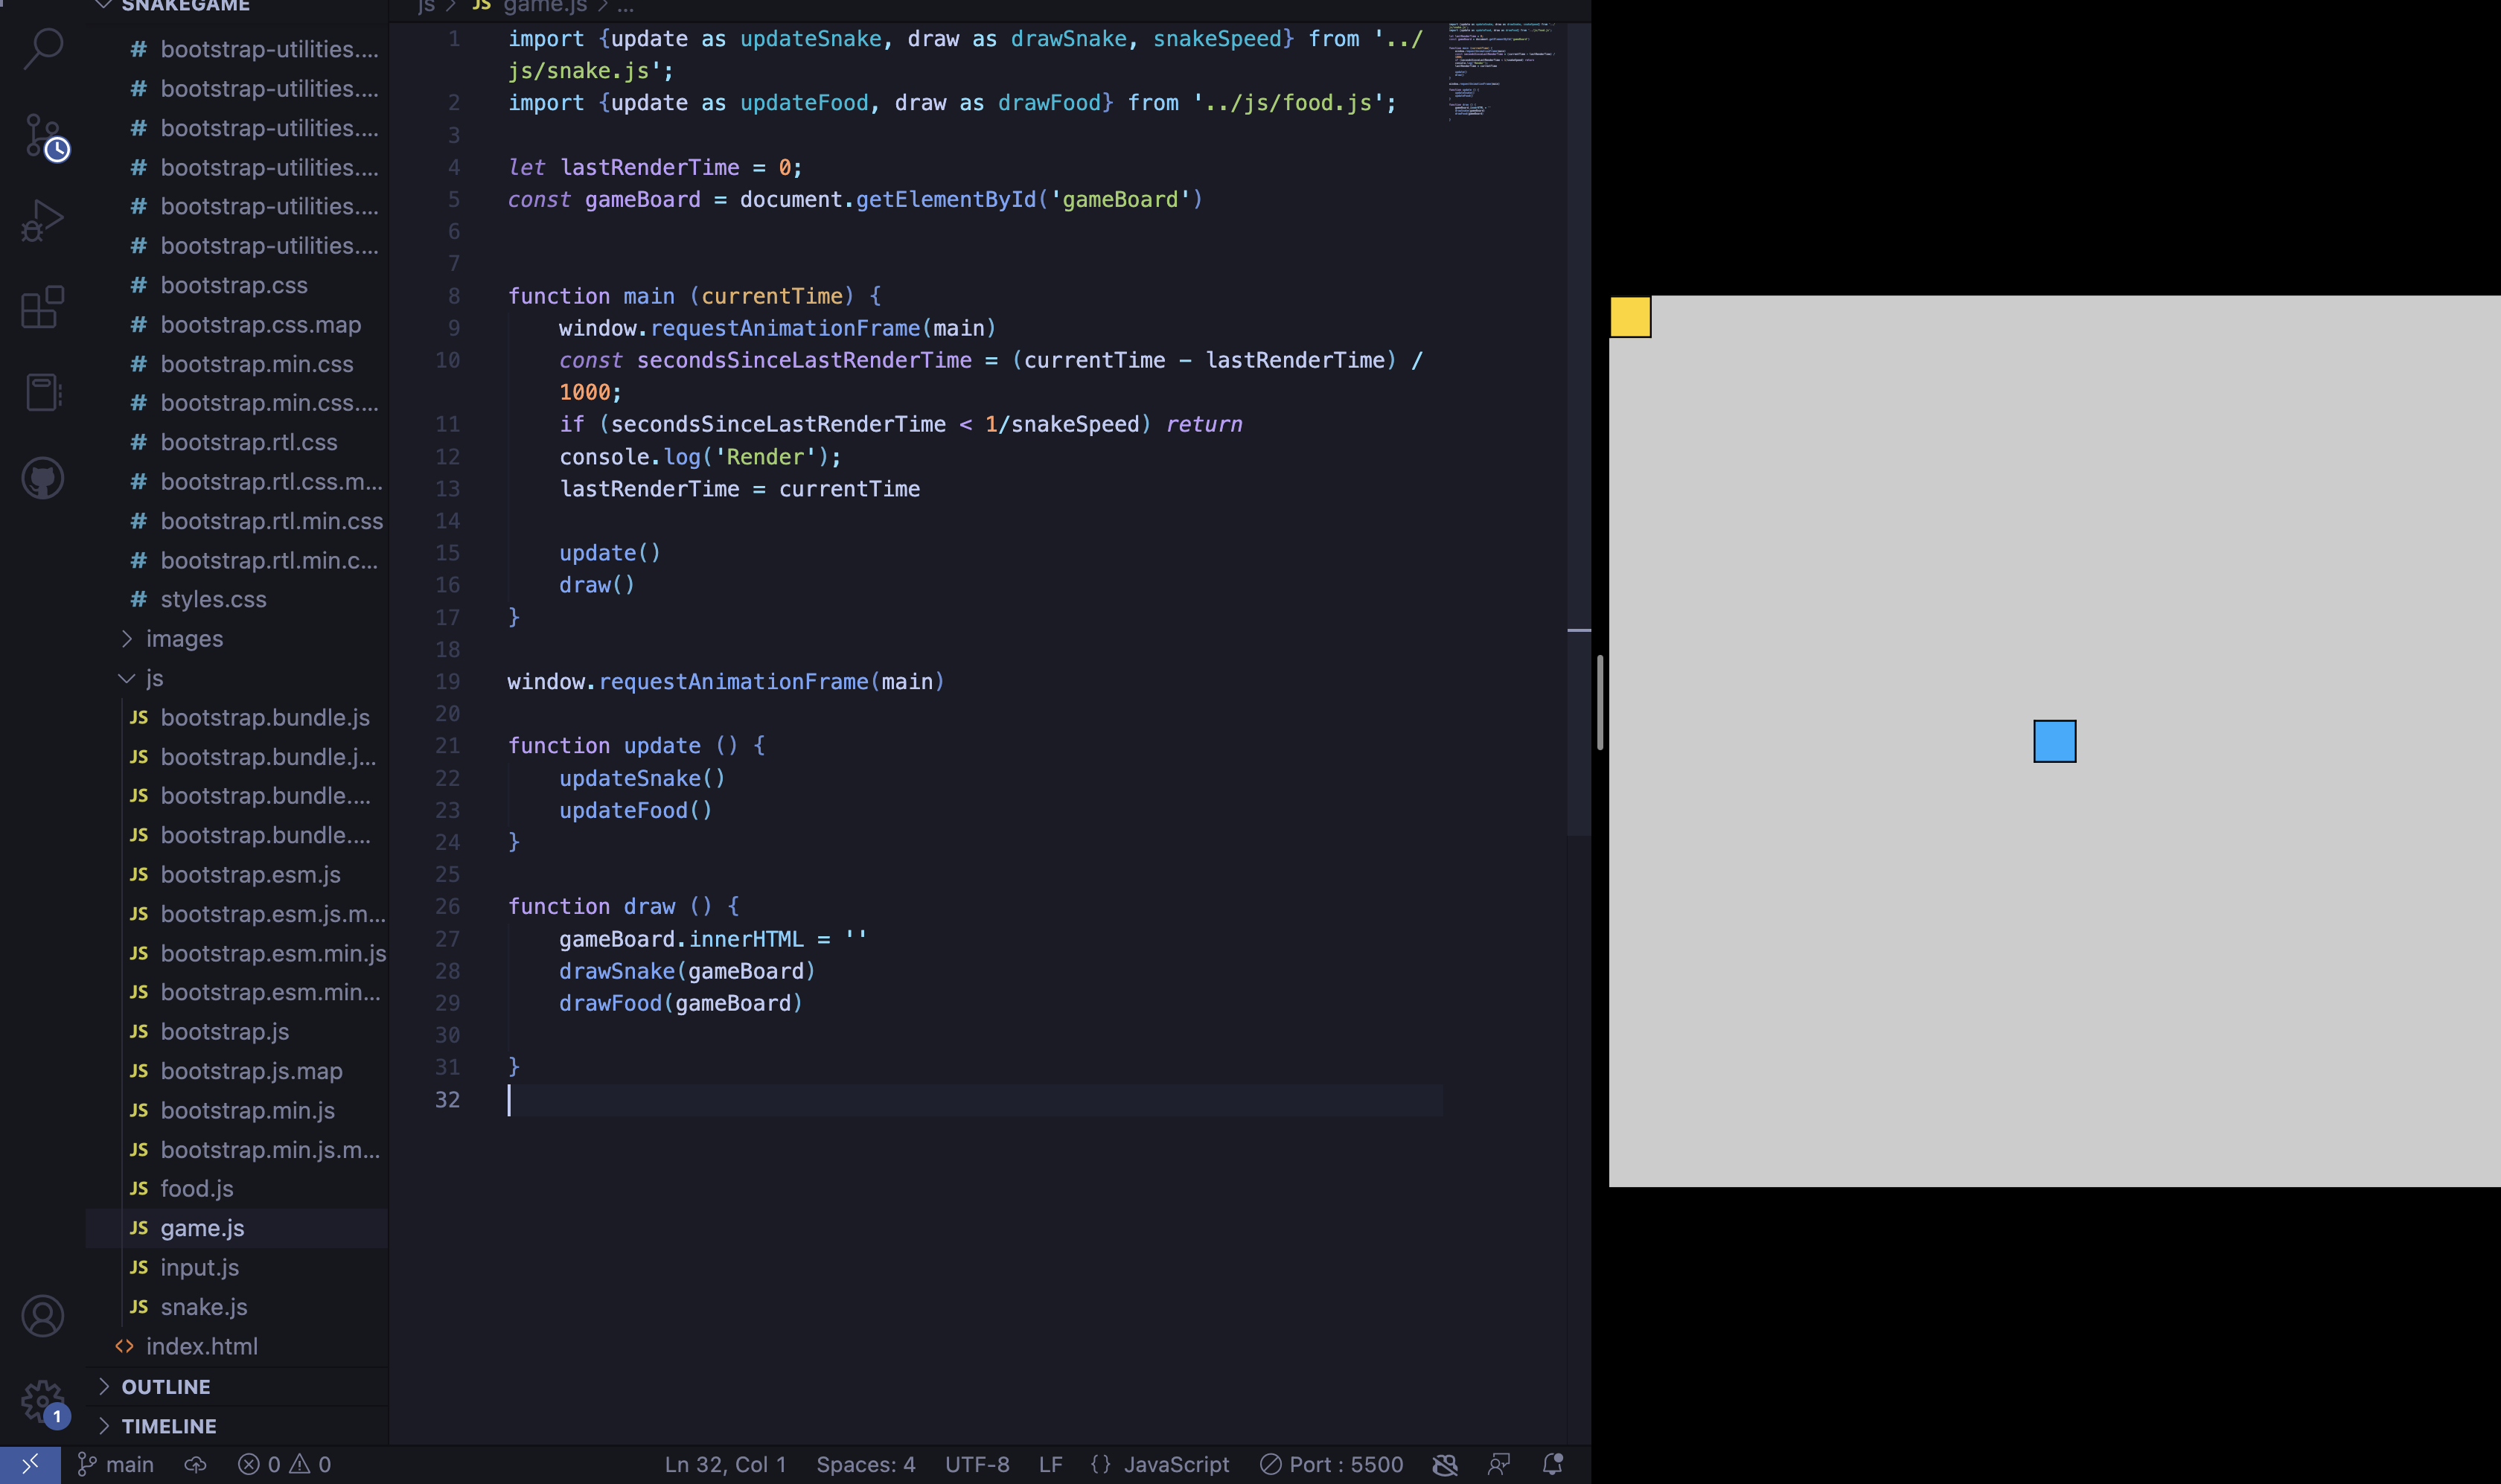 SNAKEGAME
# bootstrap-utilities....
# bootstrap-utilities....
# bootstrap-utilities....
# bootstrap-utilities....
# bootstrap-utilities....
# bootstrap-utilities....
# bootstrap.css
# bootstrap.css.map
# bootstrap.min.css
# bootstrap.min.css....
# bootstrap.rtl.css
# bootstrap.rtl.css.m...
# bootstrap.rtl.min.css
# bootstrap.rtl.min.c...
# styles.css
images
js
JS bootstrap.bundle.js
JS bootstrap.bundle.j...
JS bootstrap.bundle....
JS bootstrap.bundle....
JS bootstrap.esm.js
JS bootstrap.esm.js.m...
JS bootstrap.esm.min.js
JS bootstrap.esm.min...
JS bootstrap.js
JS bootstrap.js.map
JS bootstrap.min.js
JS bootstrap.min.js.m...
JS food.js
JS game.js
JS input.js
JS snake.js
<> index.html
OUTLINE
TIMELINE
1
js > JS game.js > ...
1 import {update as updateSnake, draw as drawSnake, snakeSpeed} from '../
js/snake.js';
2 import {update as updateFood, draw as drawFood} from '../js/food.js';
3
4 let lastRenderTime = 0;
5 const gameBoard = document.getElementById('gameBoard')
6
7
8 function main (currentTime) {
9 window.requestAnimationFrame(main)
10 const secondsSinceLastRenderTime = (currentTime - lastRenderTime) /
1000;
11 if (secondsSinceLastRenderTime < 1/snakeSpeed) return
12 console.log('Render');
13 lastRenderTime = currentTime
14
15 update()
16 draw()
17 }
18
19 window.requestAnimationFrame(main)
20
21 function update () {
22 updateSnake()
23 updateFood()
24 }
25
26 function draw () {
27 gameBoard.innerHTML = ''
28 drawSnake(gameBoard)
29 drawFood(gameBoard)
30
31 }
32
main 0 0 Ln 32, Col 1 Spaces: 4 UTF-8 LF {} JavaScript Port : 5500